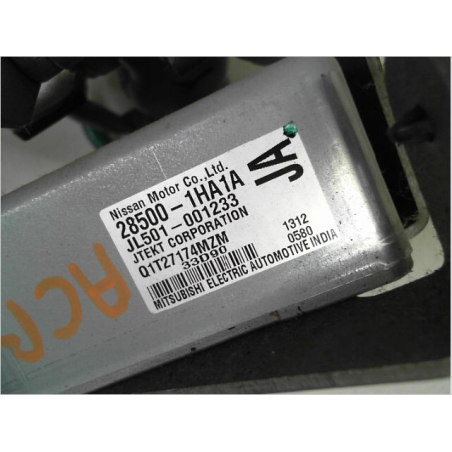 Nissan Motor Co.,Ltd.
28500-1HA1A
JA
JL501-001233
JTEKT CORPORATION
1312
Q1T27174MZM
0580
33D90
MITSUBISHI ELECTRIC AUTOMOTIVE INDIA